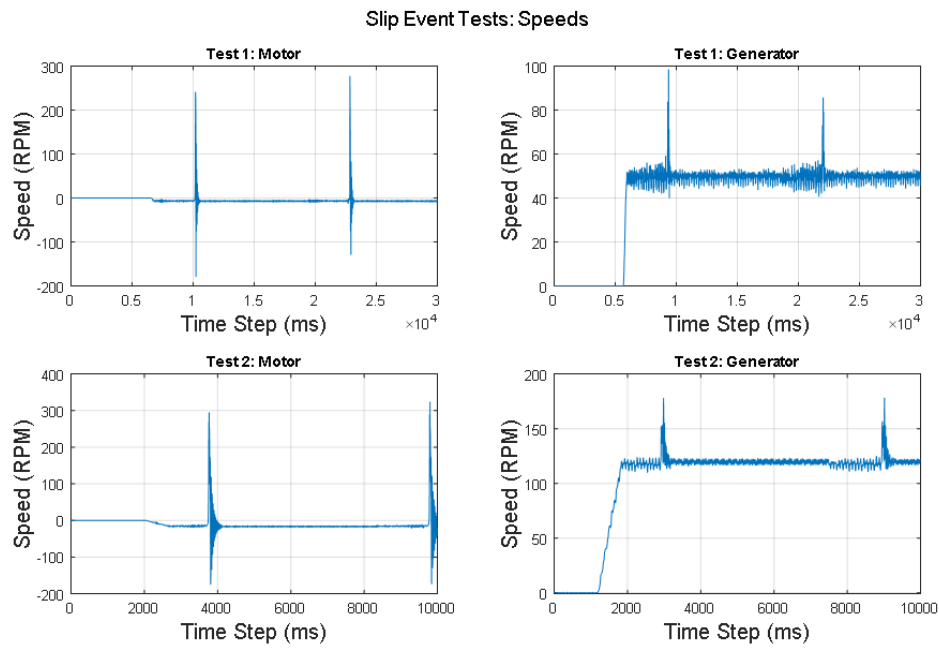 Slip Event Tests: Speeds
Test 1: Motor
300
200
100
0
-100
-200
Speed (RPM)
0 0.5 1 1.5 2 2.5 3
×10⁴
Time Step (ms)
Test 1: Generator
100
80
60
40
20
0
Speed (RPM)
0 0.5 1 1.5 2 2.5 3
×10⁴
Time Step (ms)
Test 2: Motor
400
300
200
100
0
-100
-200
Speed (RPM)
0 2000 4000 6000 8000 10000
Time Step (ms)
Test 2: Generator
200
150
100
50
0
Speed (RPM)
0 2000 4000 6000 8000 10000
Time Step (ms)